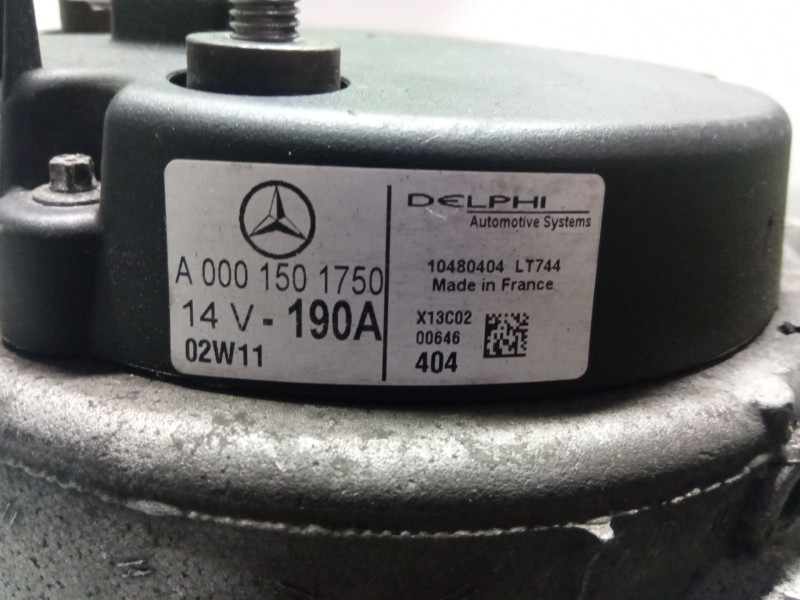 A 000 150 1750
14 V - 190A
02W11
DELPHI
Automotive Systems
10480404 LT744
Made in France
X13C02
00646
404